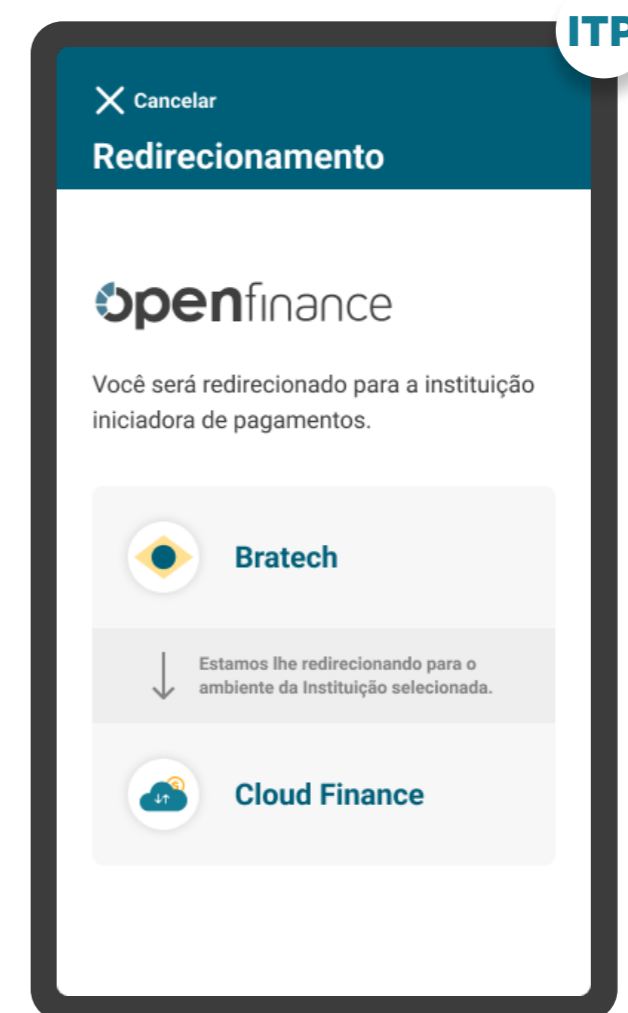 ITP
Cancelar
Redirecionamento
openfinance
Você será redirecionado para a instituição
iniciadora de pagamentos.
Bratech
Estamos lhe redirecionando para o
ambiente da Instituição selecionada.
$
Cloud Finance